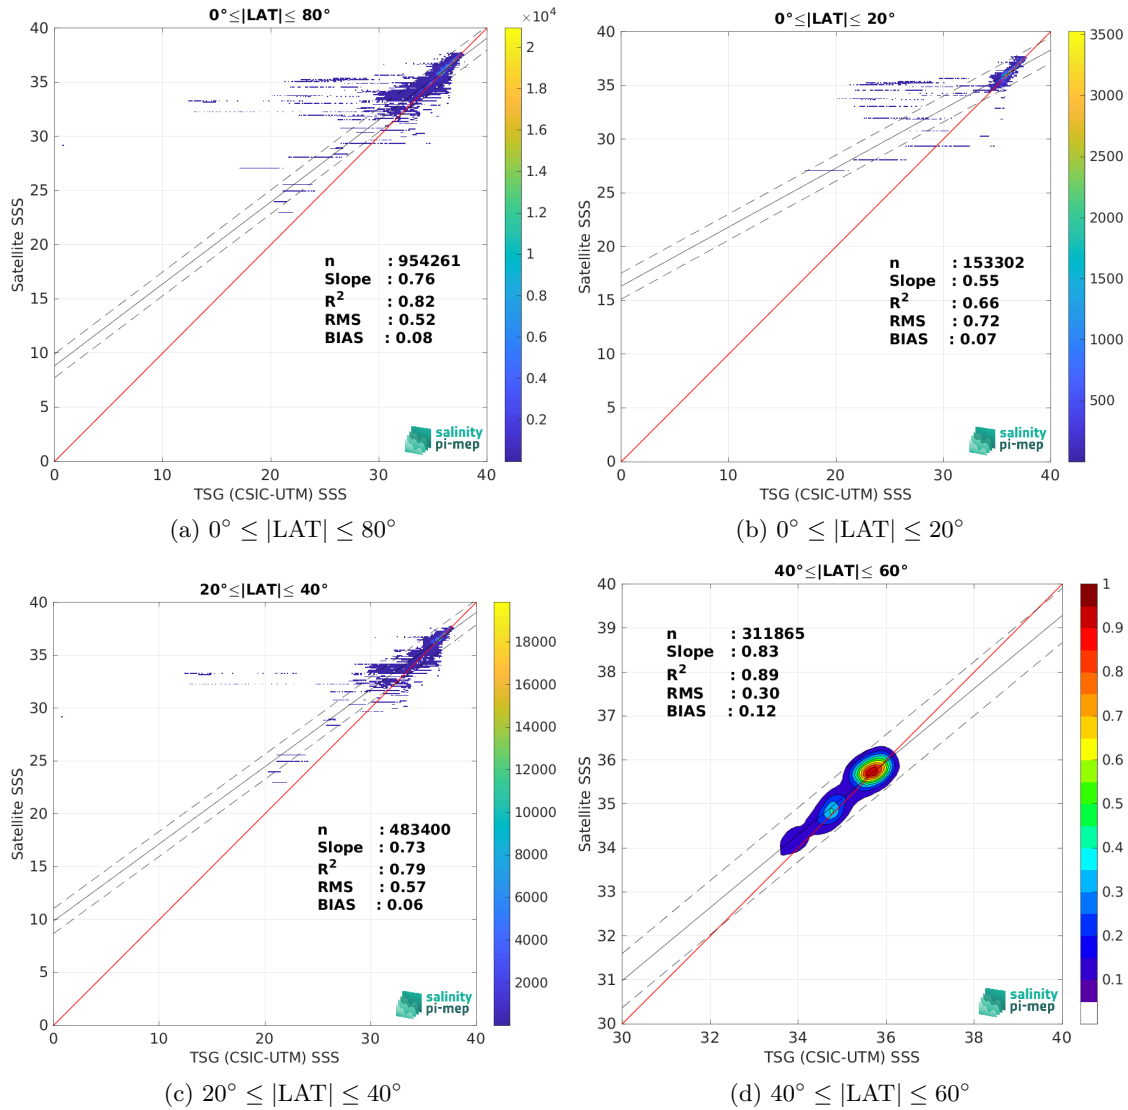 0°≤|LAT|≤ 80°
×10⁴
40
35
30
25
20
15
10
5
0
Satellite SSS
n : 954261
Slope : 0.76
R² : 0.82
RMS : 0.52
BIAS : 0.08
salinity
pi-mep
0 10 20 30 40
TSG (CSIC-UTM) SSS
2
1.8
1.6
1.4
1.2
1
0.8
0.6
0.4
0.2
(a) 0° ≤ |LAT| ≤ 80°
0°≤|LAT|≤ 20°
40
35
30
25
20
15
10
5
0
Satellite SSS
n : 153302
Slope : 0.55
R² : 0.66
RMS : 0.72
BIAS : 0.07
salinity
pi-mep
0 10 20 30 40
TSG (CSIC-UTM) SSS
3500
3000
2500
2000
1500
1000
500
(b) 0° ≤ |LAT| ≤ 20°
20°≤|LAT|≤ 40°
40
35
30
25
20
15
10
5
0
Satellite SSS
n : 483400
Slope : 0.73
R² : 0.79
RMS : 0.57
BIAS : 0.06
salinity
pi-mep
0 10 20 30 40
TSG (CSIC-UTM) SSS
18000
16000
14000
12000
10000
8000
6000
4000
2000
(c) 20° ≤ |LAT| ≤ 40°
40°≤|LAT|≤ 60°
40
39
38
37
36
35
34
33
32
31
30
Satellite SSS
n : 311865
Slope : 0.83
R² : 0.89
RMS : 0.30
BIAS : 0.12
salinity
pi-mep
30 32 34 36 38 40
TSG (CSIC-UTM) SSS
1
0.9
0.8
0.7
0.6
0.5
0.4
0.3
0.2
0.1
(d) 40° ≤ |LAT| ≤ 60°